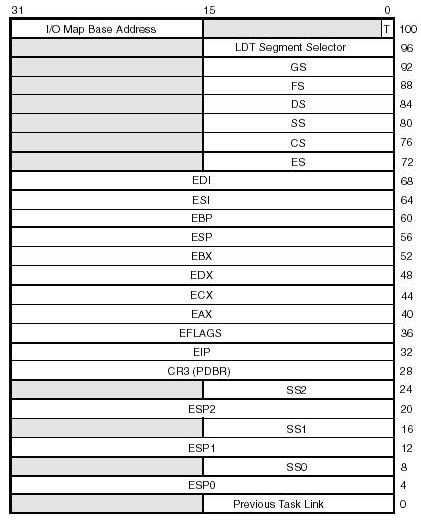 31 15 0
I/O Map Base Address T 100
LDT Segment Selector 96
GS 92
FS 88
DS 84
SS 80
CS 76
ES 72
EDI 68
ESI 64
EBP 60
ESP 56
EBX 52
EDX 48
ECX 44
EAX 40
EFLAGS 36
EIP 32
CR3 (PDBR) 28
SS2 24
ESP2 20
SS1 16
ESP1 12
SS0 8
ESP0 4
Previous Task Link 0